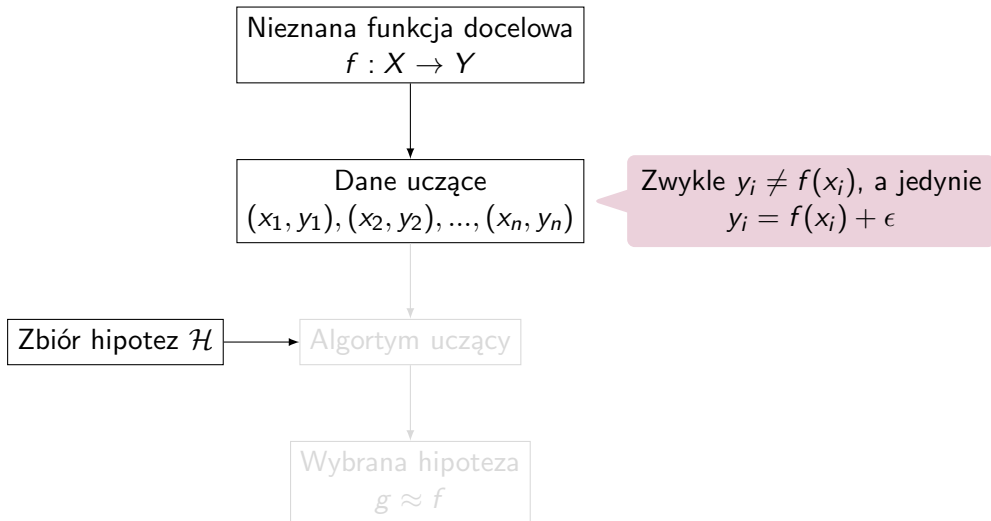 Nieznana funkcja docelowa
f : X → Y
Dane uczące
(x₁, y₁), (x₂, y₂), ..., (xₙ, yₙ)
Zwykle yᵢ ≠ f(xᵢ), a jedynie
yᵢ = f(xᵢ) + ϵ
Zbiór hipotez ℋ
Algortym uczący
Wybrana hipoteza
g ≈ f